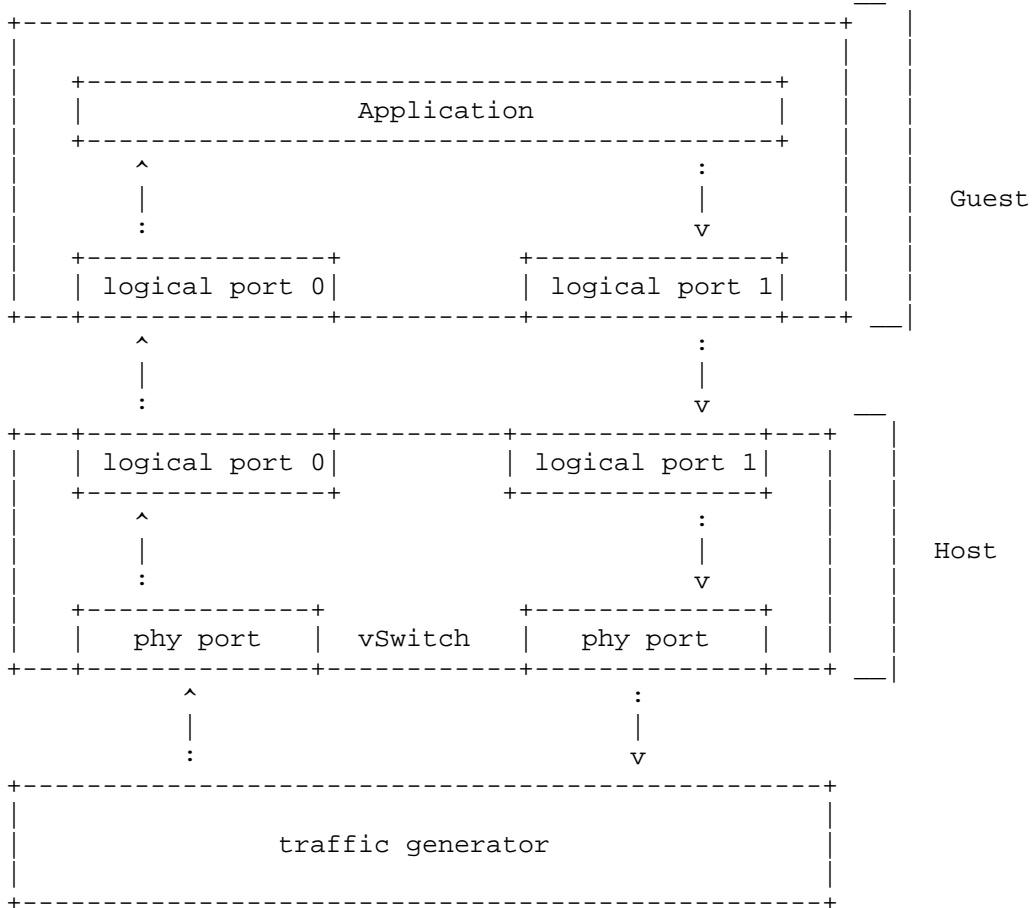 Application
Guest
logical port 0 logical port 1
logical port 0 logical port 1
Host
phy port vSwitch phy port
traffic generator